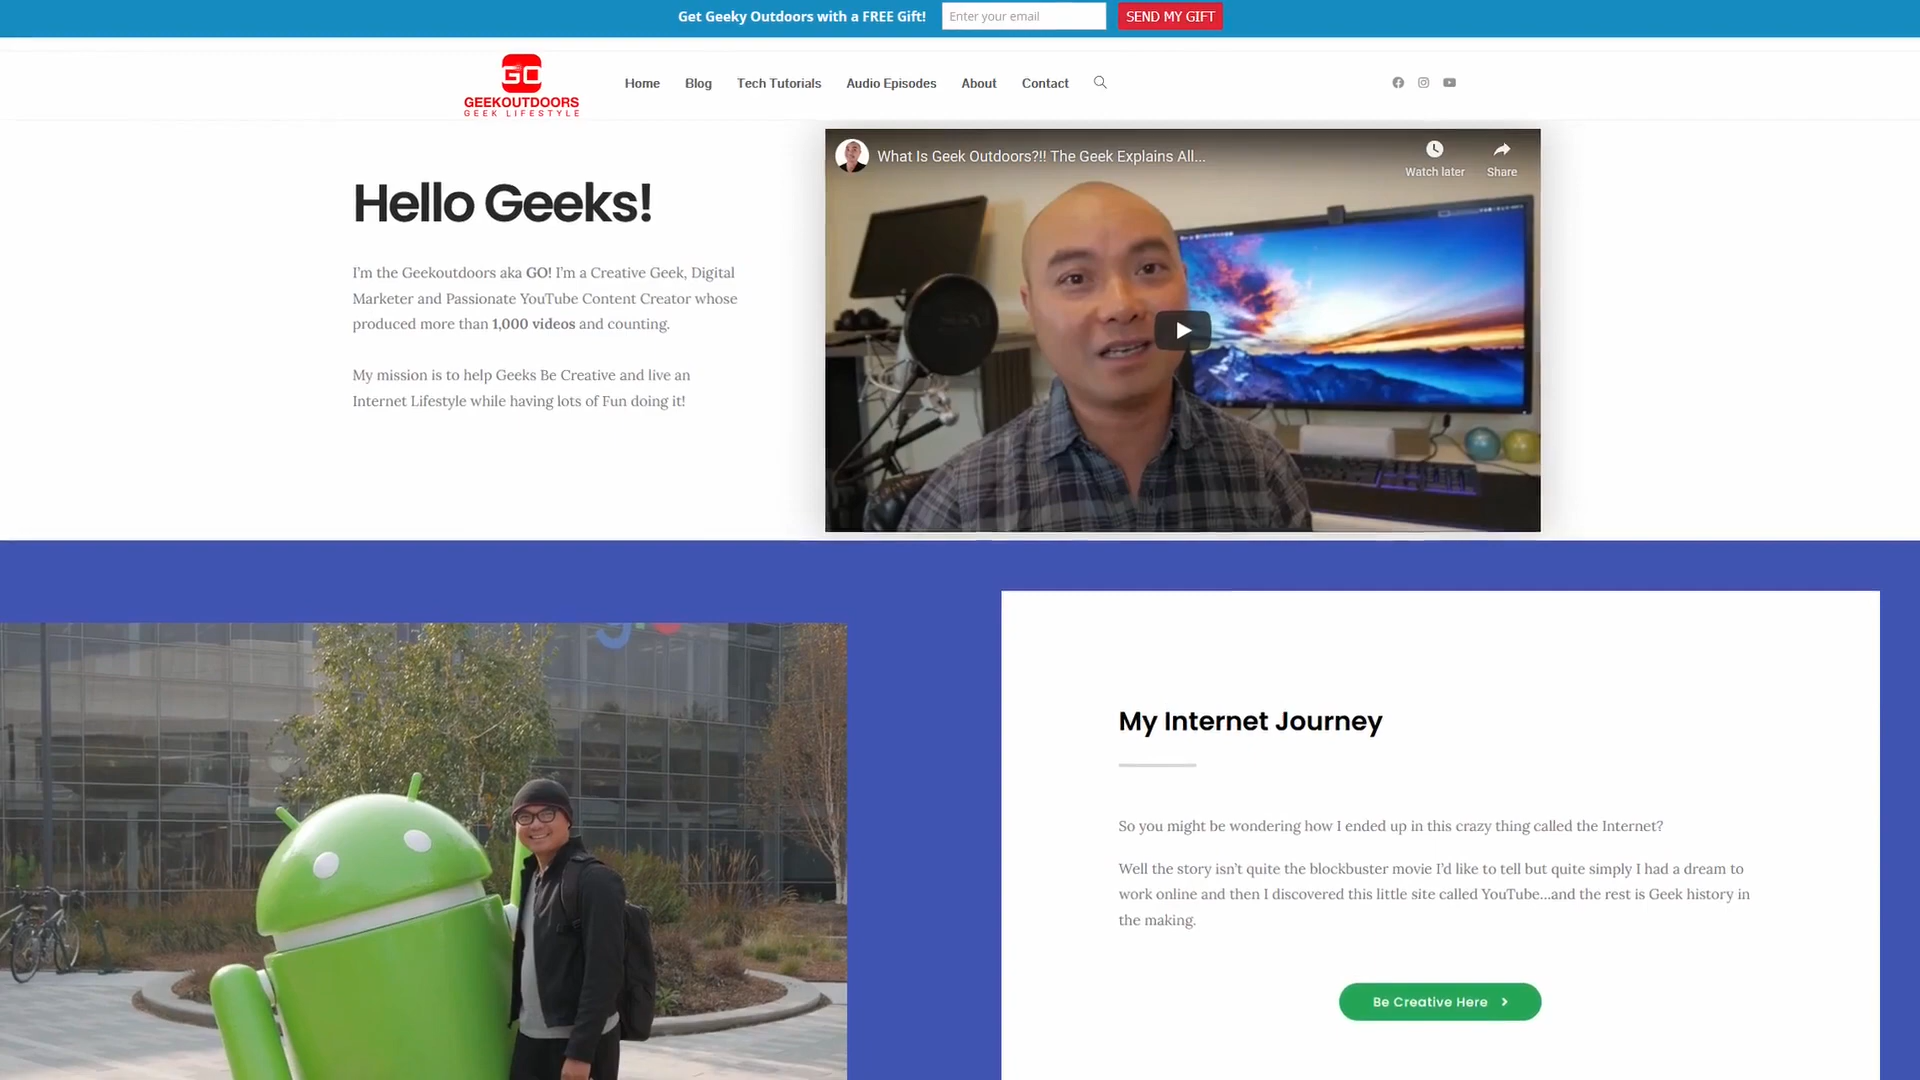 Get Geeky Outdoors with a FREE Gift!
Enter your email
SEND MY GIFT
GO
GEEKOUTDOORS
GEEK LIFESTYLE
Home
Blog
Tech Tutorials
Audio Episodes
About
Contact
What Is Geek Outdoors?!! The Geek Explains All...
Watch later
Share
Hello Geeks!
I'm the Geekoutdoors aka GO! I'm a Creative Geek, Digital
Marketer and Passionate YouTube Content Creator whose
produced more than 1,000 videos and counting.
My mission is to help Geeks Be Creative and live an
Internet Lifestyle while having lots of Fun doing it!
My Internet Journey
So you might be wondering how I ended up in this crazy thing called the Internet?
Well the story isn't quite the blockbuster movie I'd like to tell but quite simply I had a dream to
work online and then I discovered this little site called YouTube...and the rest is Geek history in
the making.
Be Creative Here